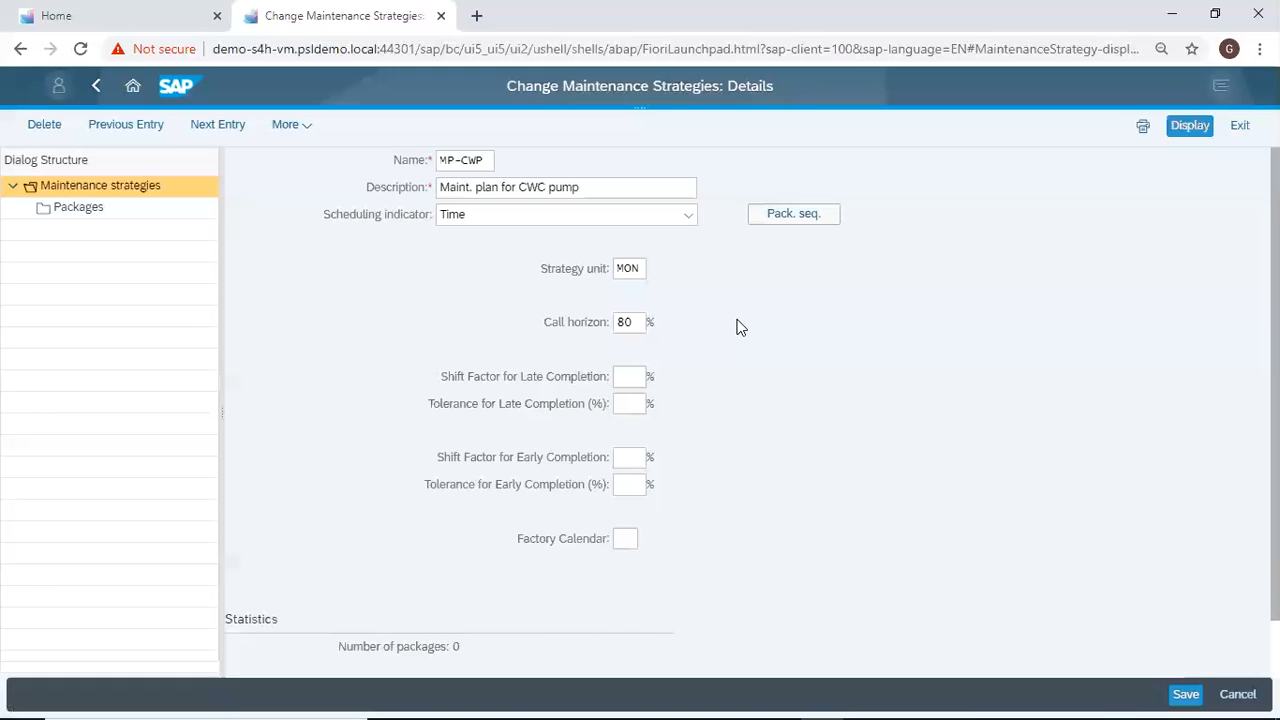 Home
Change Maintenance Strategies:
Not secure
demo-s4h-vm.psldemo.local:44301/sap/bc/ui5_ui5/ui2/ushell/shells/abap/FioriLaunchpad.html?sap-client=100&sap-language=EN#MaintenanceStrategy-displ...
G
SAP
Change Maintenance Strategies: Details
Delete
Previous Entry
Next Entry
More
Display
Exit
Dialog Structure
Maintenance strategies
Packages
Name:* MP-CWP
Description:* Maint. plan for CWC pump
Scheduling indicator: Time
Pack. seq.
Strategy unit: MON
Call horizon: 80 %
Shift Factor for Late Completion: %
Tolerance for Late Completion (%): %
Shift Factor for Early Completion: %
Tolerance for Early Completion (%): %
Factory Calendar:
Statistics
Number of packages: 0
Save
Cancel